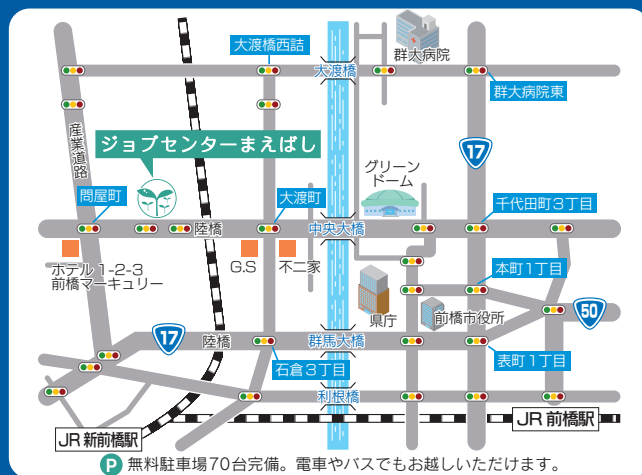 大渡橋西詰
群大病院
大渡橋
群大病院東
産業道路
17
ジョブセンターまえばし
グリーン
ドーム
問屋町
大渡町
千代田町3丁目
陸橋
中央大橋
ホテル1-2-3
前橋マーキュリー
G.S
不二家
本町1丁目
県庁
前橋市役所
50
17
陸橋
群馬大橋
石倉3丁目
表町1丁目
利根橋
JR 新前橋駅
JR 前橋駅
P 無料駐車場70台完備。電車やバスでもお越しいただけます。